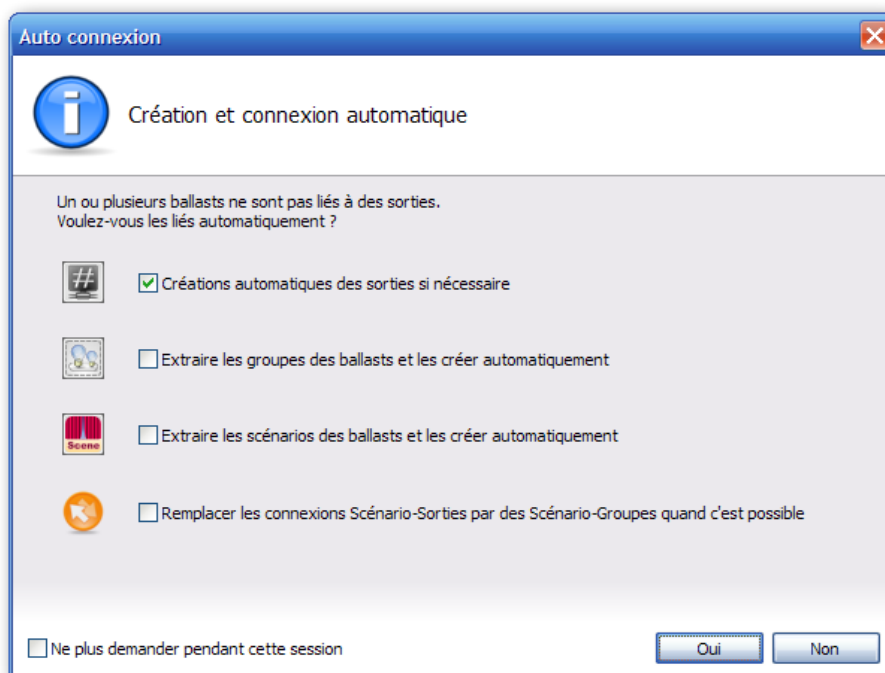 Auto connexion
Création et connexion automatique
Un ou plusieurs ballasts ne sont pas liés à des sorties.
Voulez-vous les liés automatiquement ?
#
Créations automatiques des sorties si nécessaire
Extraire les groupes des ballasts et les créer automatiquement
Scene
Extraire les scénarios des ballasts et les créer automatiquement
Remplacer les connexions Scénario-Sorties par des Scénario-Groupes quand c'est possible
Ne plus demander pendant cette session
Oui
Non